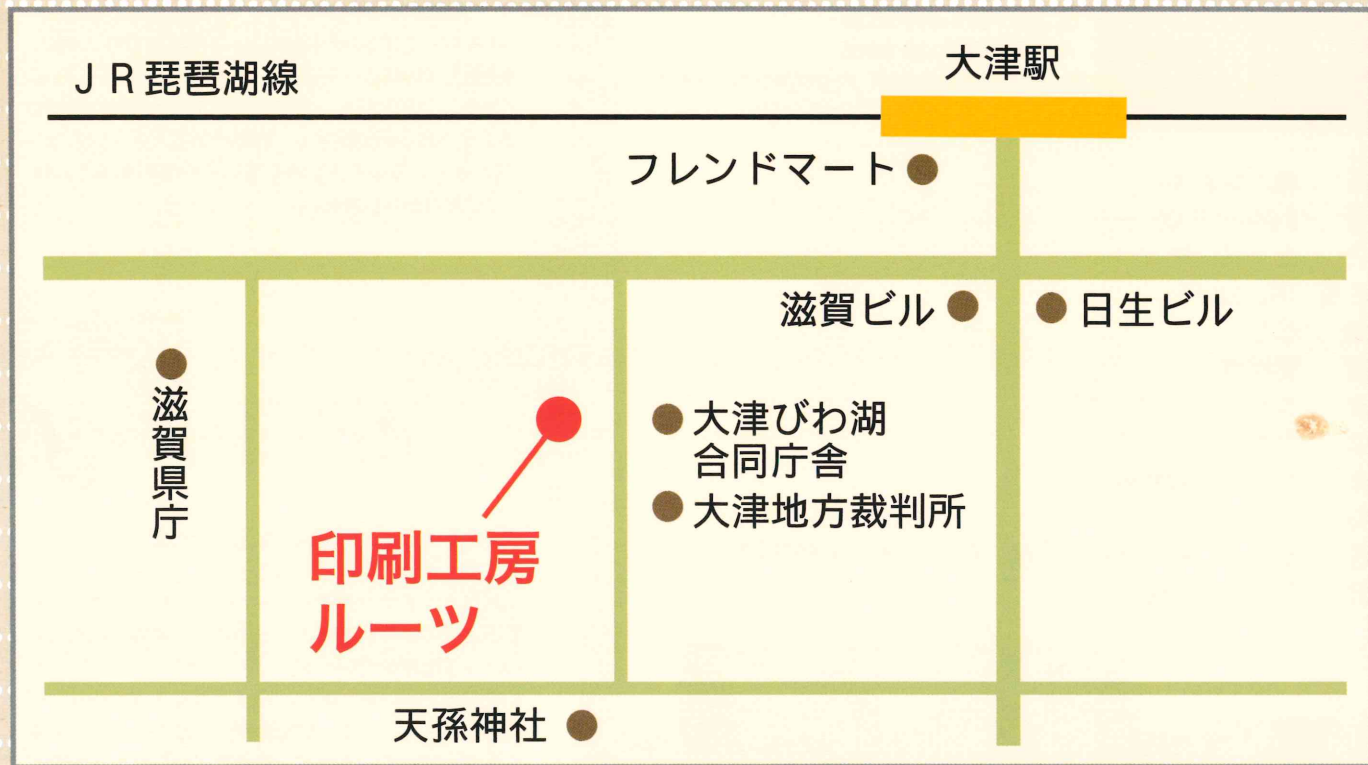 JR琵琶湖線
大津駅
フレンドマート
滋賀ビル
日生ビル
滋賀県庁
大津びわ湖
合同庁舎
大津地方裁判所
印刷工房
ルーツ
天孫神社